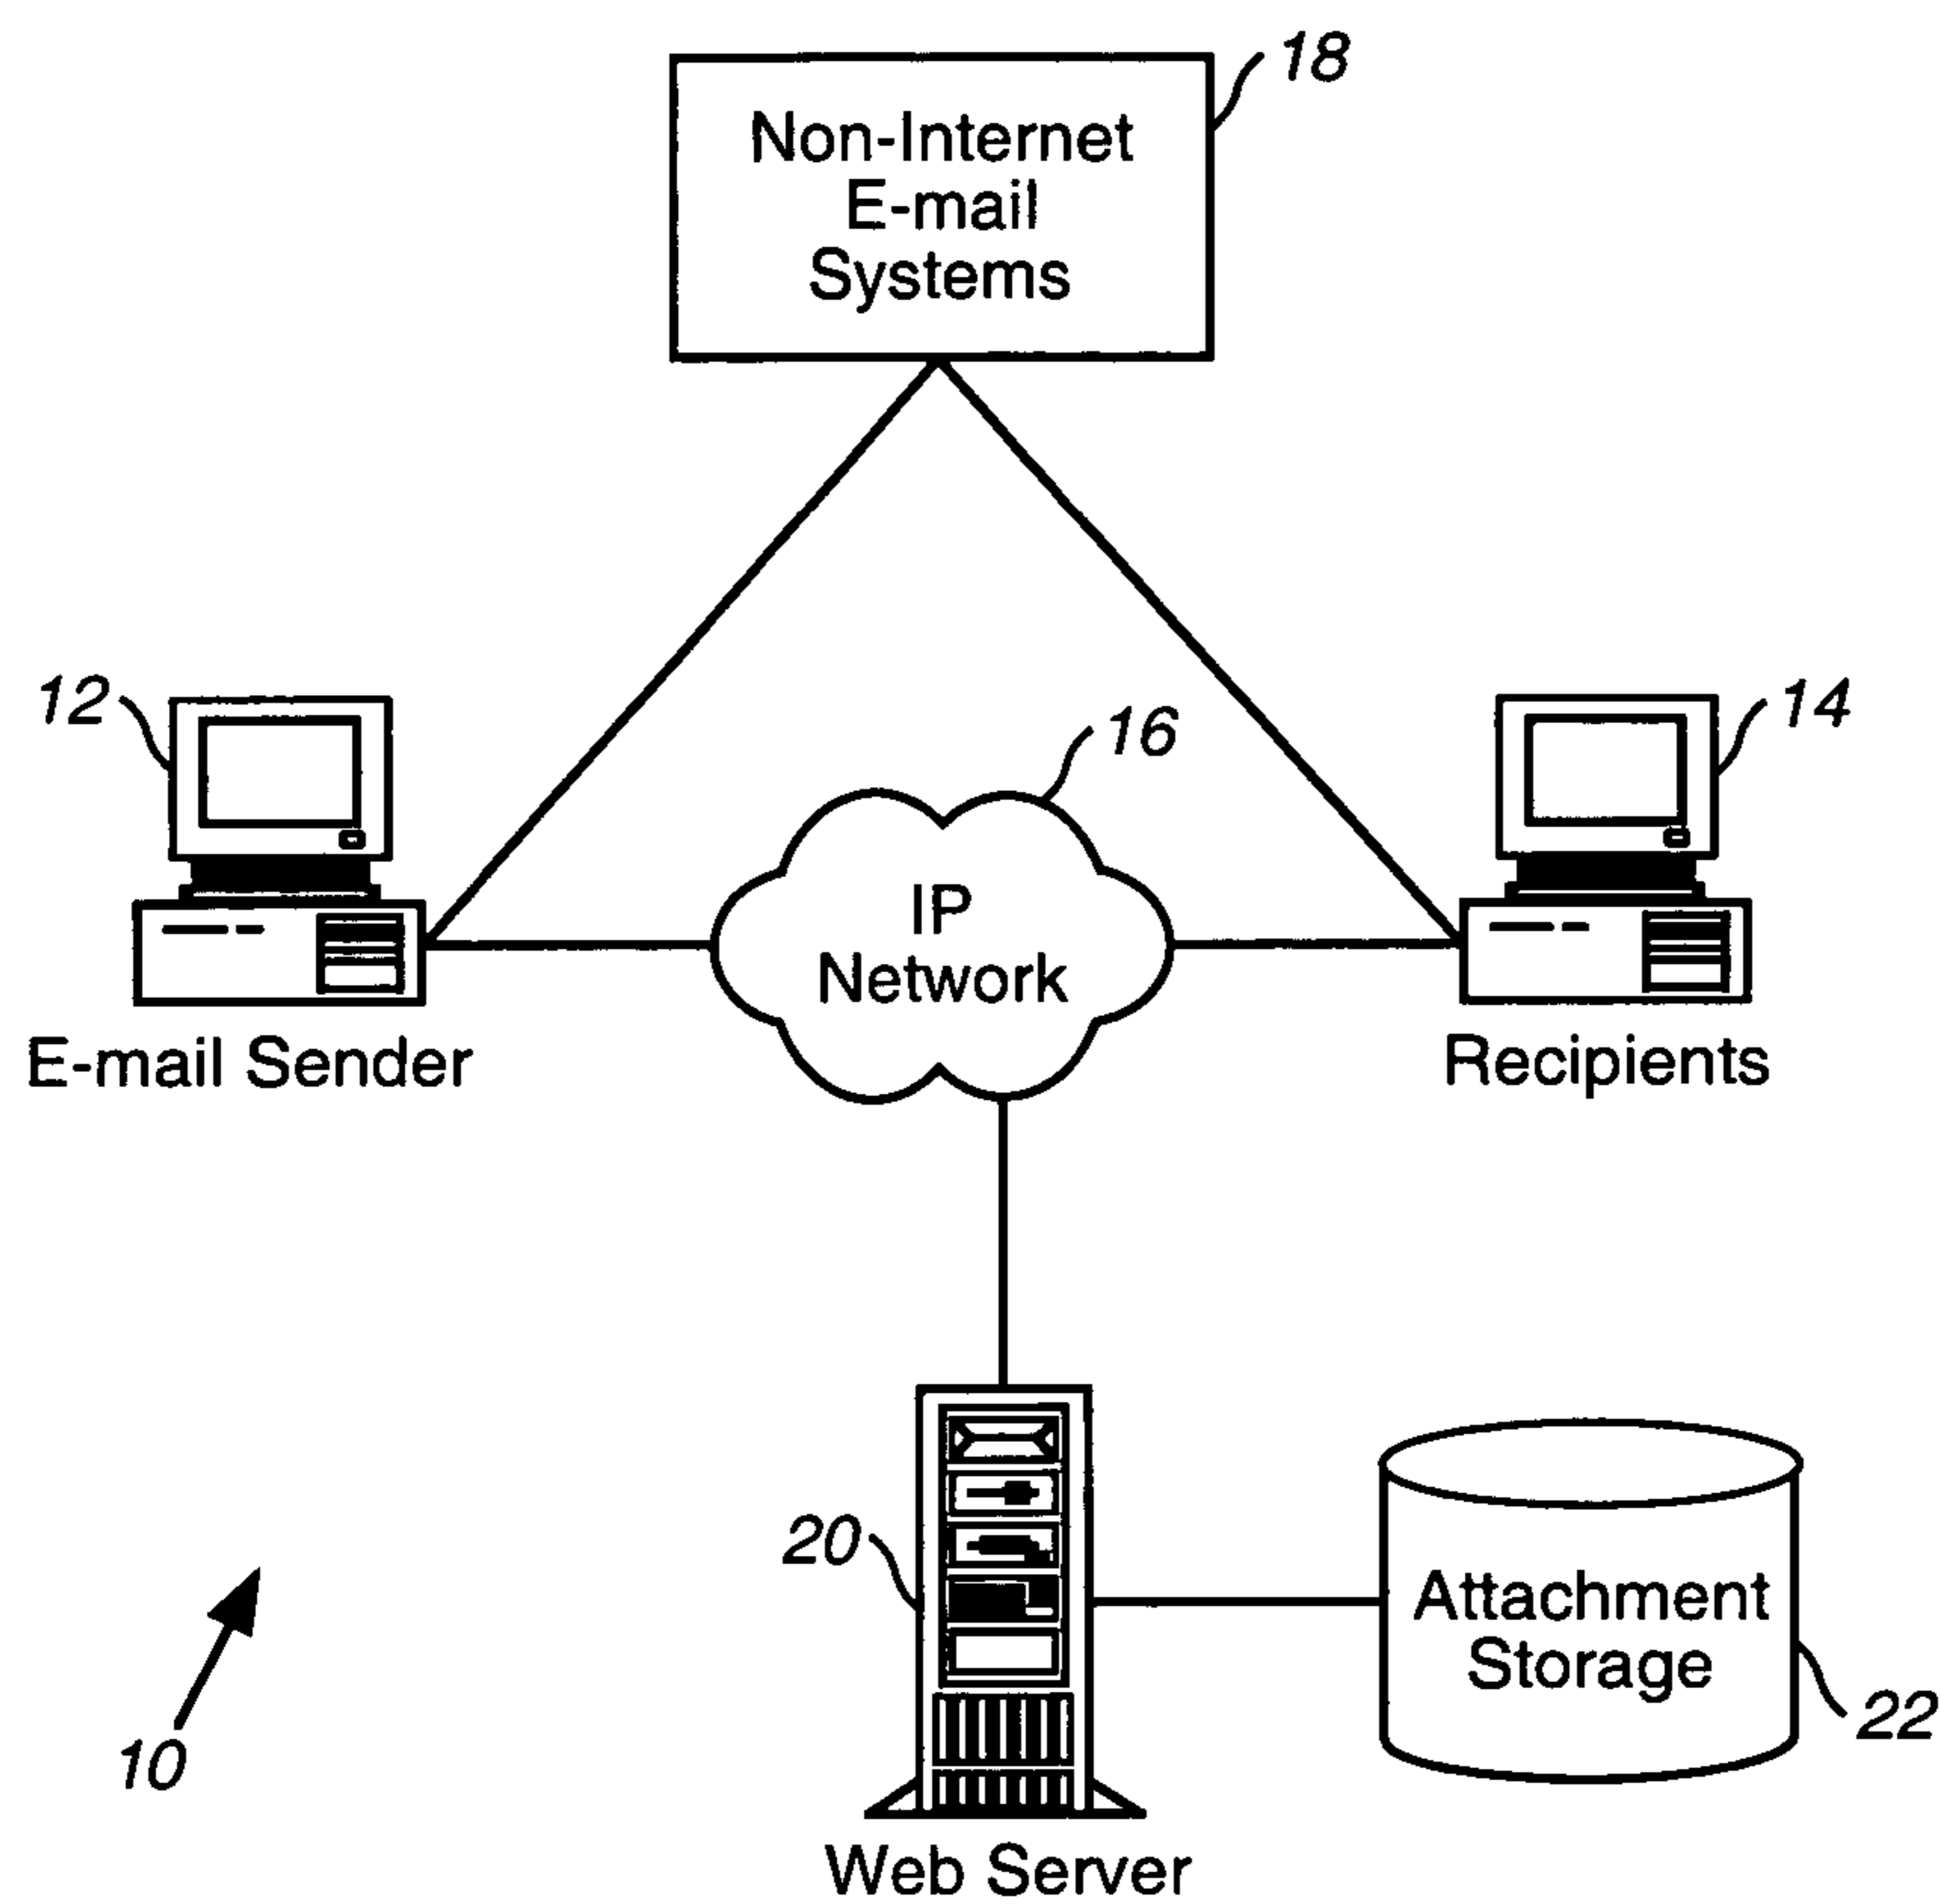 18
Non-Internet
E-mail
Systems
12
14
16
IP
Network
E-mail Sender
Recipients
20
Attachment
Storage
22
10
Web Server